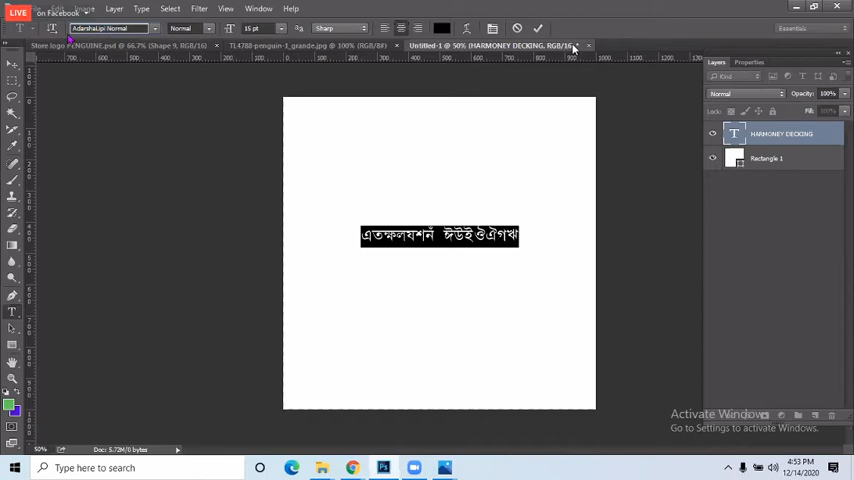 LIVE on Facebook
Image Layer Type Select Filter View Window Help
AdarshaLipi Normal Normal 15 pt Sharp Essentials
Store logo PENGUINE.psd @ 66.7% (Shape 9, RGB/16) × TL4788-penguin-1_grande.jpg @ 100% (RGB/8#) × Untitled-1 @ 50% (HARMONEY DECKING, RGB/16) * ×
Layers Properties
Kind
Normal Opacity: 100%
Lock: Fill: 100%
HARMONEY DECKING
Rectangle 1
এতক্ষলযশনঁ ঈউই ঔঐগঋ
Activate Windows
Go to Settings to activate Windows.
50% Doc: 5.72M/0 bytes
Type here to search
4:53 PM
12/14/2020